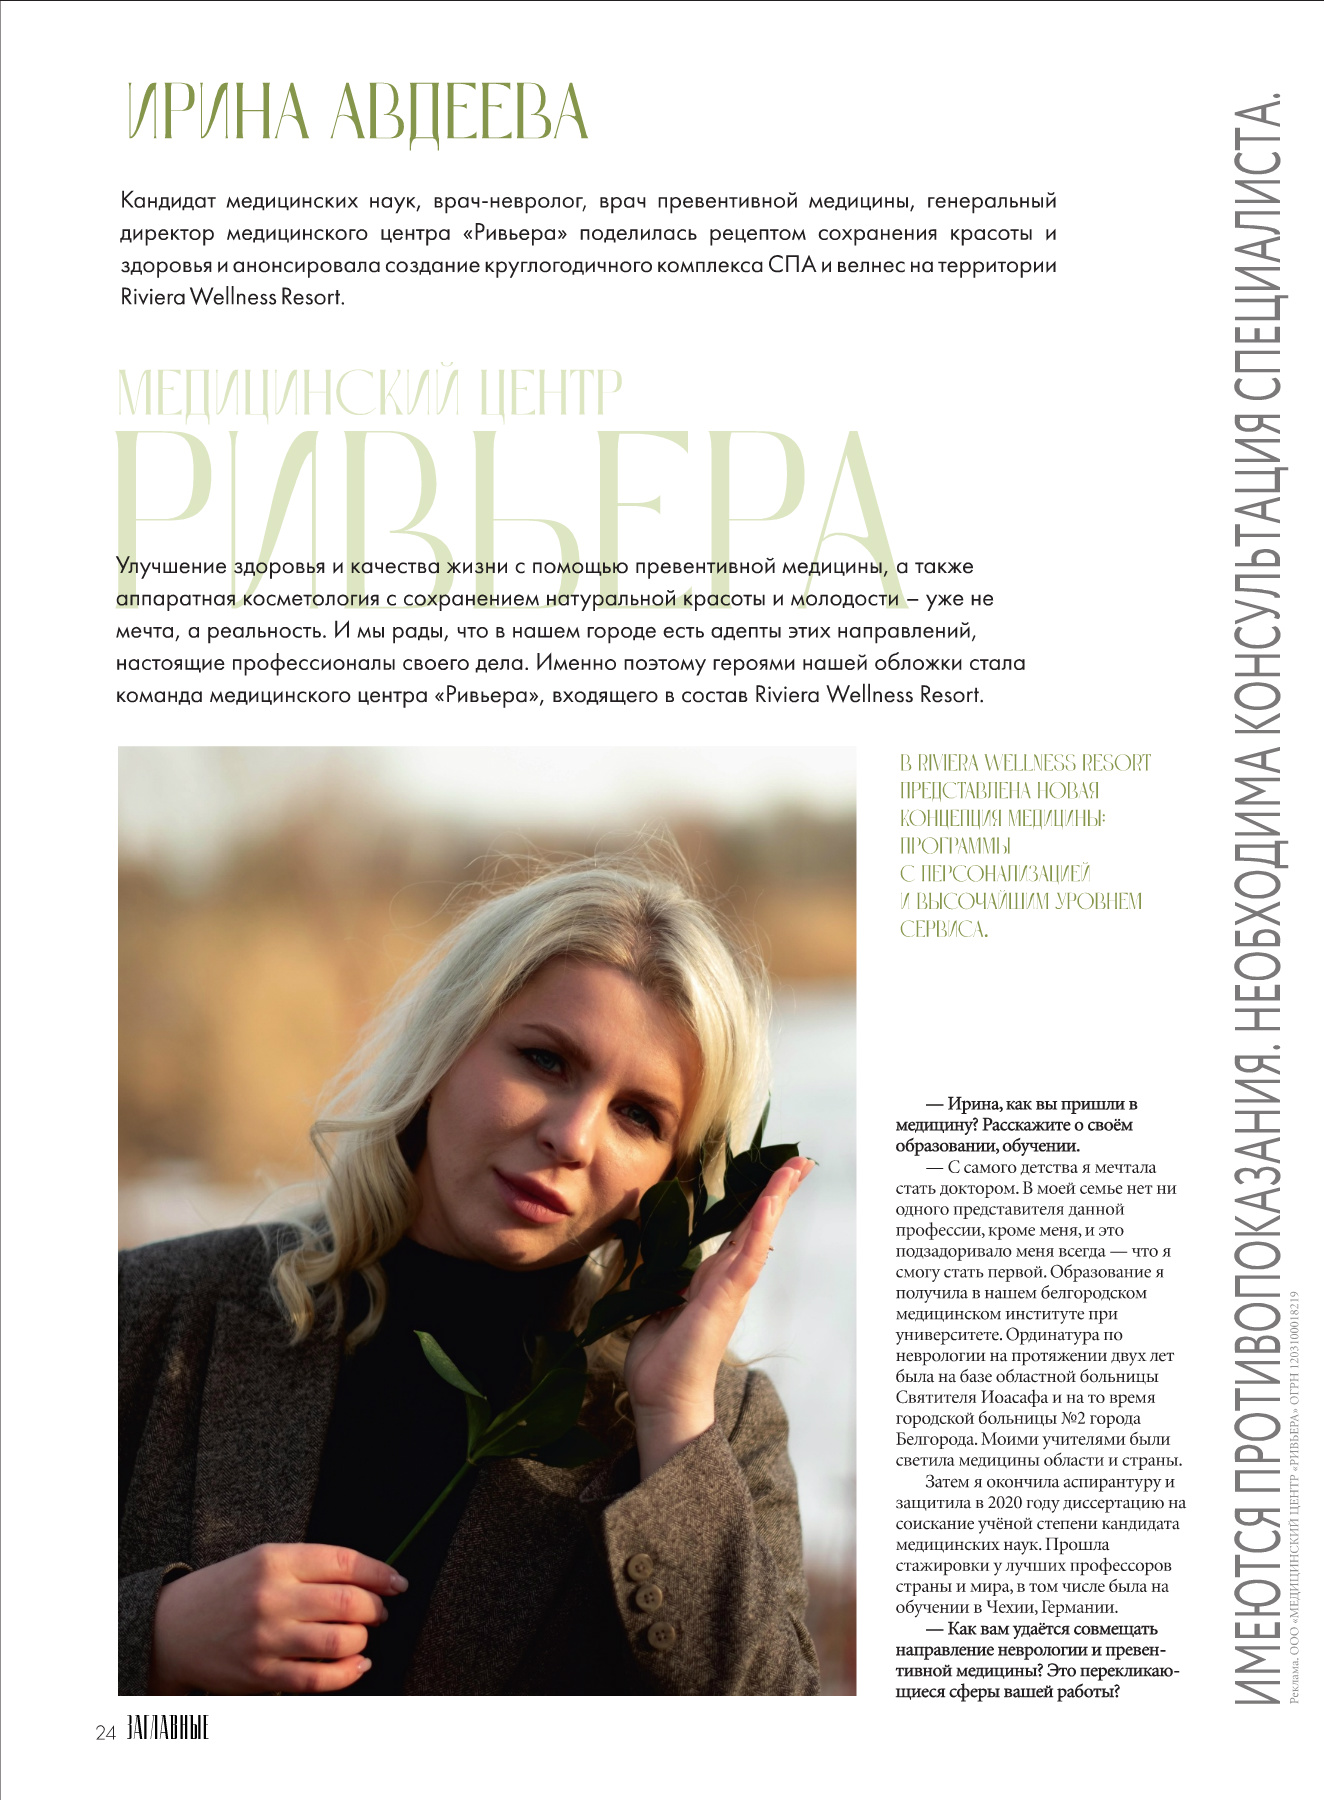 ИРИНА АВДЕЕВА
Кандидат медицинских наук, врач-невролог, врач превентивной медицины, генеральный
директор медицинского центра «Ривьера» поделилась рецептом сохранения красоты и
здоровья и анонсировала создание круглогодичного комплекса СПА и велнес на территории
Riviera Wellness Resort.
МЕДИЦИНСКИЙ ЦЕНТР
РИВЬЕРА
Улучшение здоровья и качества жизни с помощью превентивной медицины, а также
аппаратная косметология с сохранением натуральной красоты и молодости – уже не
мечта, а реальность. И мы рады, что в нашем городе есть адепты этих направлений,
настоящие профессионалы своего дела. Именно поэтому героями нашей обложки стала
команда медицинского центра «Ривьера», входящего в состав Riviera Wellness Resort.
В RIVIERA WELLNESS RESORT
ПРЕДСТАВЛЕНА НОВАЯ
КОНЦЕПЦИЯ МЕДИЦИНЫ:
ПРОГРАММЫ
С ПЕРСОНАЛИЗАЦИЕЙ
И ВЫСОЧАЙШИМ УРОВНЕМ
СЕРВИСА.
— Ирина, как вы пришли в
медицину? Расскажите о своём
образовании, обучении.
— С самого детства я мечтала
стать доктором. В моей семье нет ни
одного представителя данной
профессии, кроме меня, и это
подзадоривало меня всегда — что я
смогу стать первой. Образование я
получила в нашем белгородском
медицинском институте при
университете. Ординатура по
неврологии на протяжении двух лет
была на базе областной больницы
Святителя Иоасафа и на то время
городской больницы №2 города
Белгорода. Моими учителями были
светила медицины области и страны.
Затем я окончила аспирантуру и
защитила в 2020 году диссертацию на
соискание учёной степени кандидата
медицинских наук. Прошла
стажировки у лучших профессоров
страны и мира, в том числе была на
обучении в Чехии, Германии.
— Как вам удаётся совмещать
направление неврологии и превен-
тивной медицины? Это перекликаю-
щиеся сферы вашей работы?
24 ЗАГЛАВНЫЕ
ИМЕЮТСЯ ПРОТИВОПОКАЗАНИЯ. НЕОБХОДИМА КОНСУЛЬТАЦИЯ СПЕЦИАЛИСТА.
Реклама. ООО «МЕДИЦИНСКИЙ ЦЕНТР «РИВЬЕРА» ОГРН 1203100018219